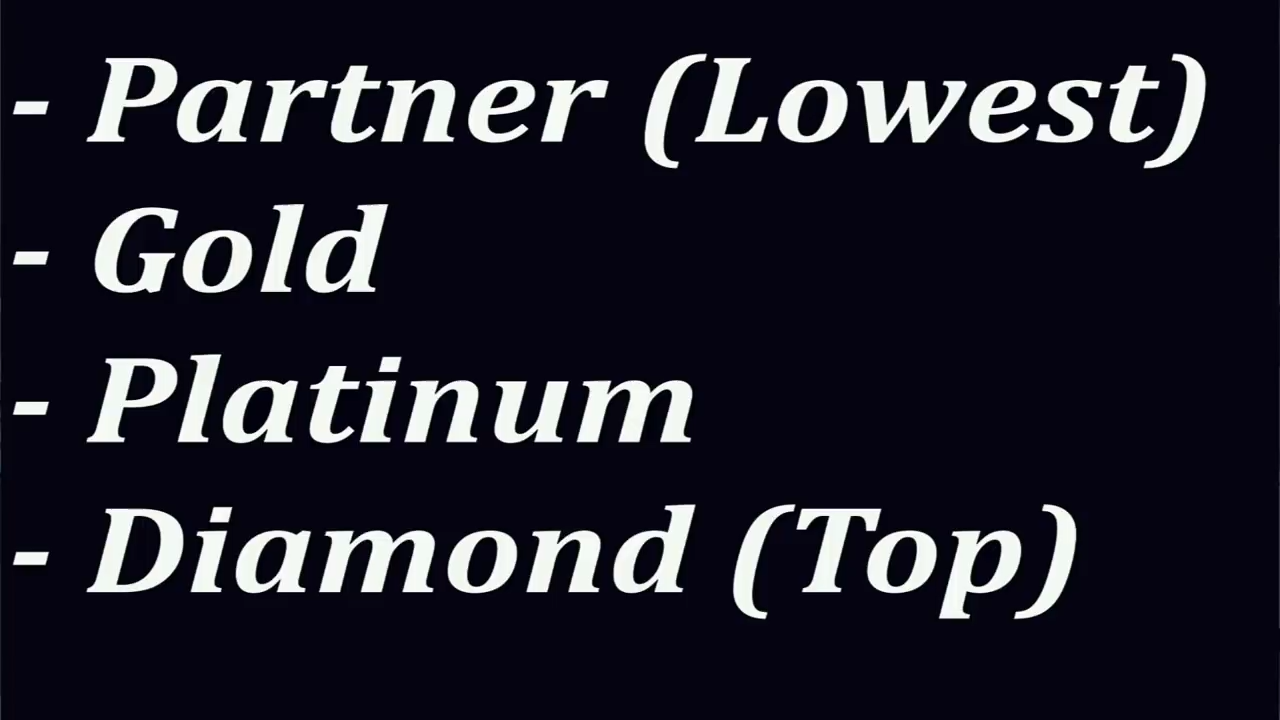 - Partner (Lowest)
- Gold
- Platinum
- Diamond (Top)